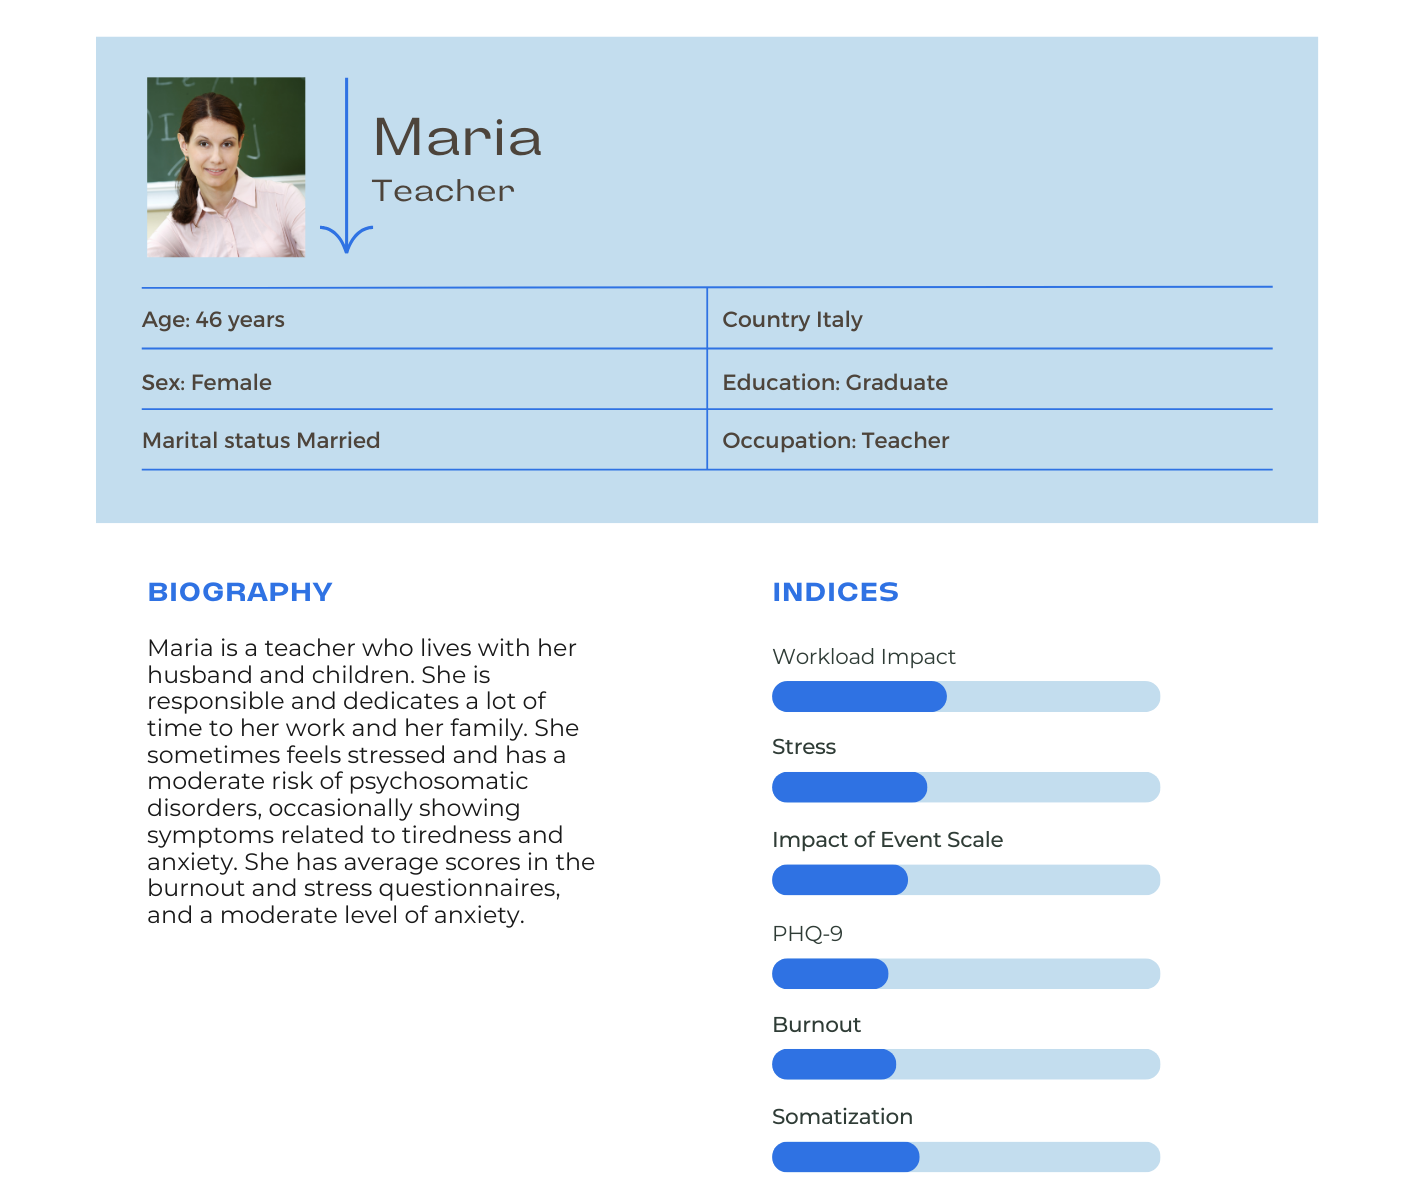 Maria
Teacher
Age: 46 years
Country Italy
Sex: Female
Education: Graduate
Marital status Married
Occupation: Teacher
BIOGRAPHY
Maria is a teacher who lives with her
husband and children. She is
responsible and dedicates a lot of
time to her work and her family. She
sometimes feels stressed and has a
moderate risk of psychosomatic
disorders, occasionally showing
symptoms related to tiredness and
anxiety. She has average scores in the
burnout and stress questionnaires,
and a moderate level of anxiety.
INDICES
Workload Impact
Stress
Impact of Event Scale
PHQ-9
Burnout
Somatization